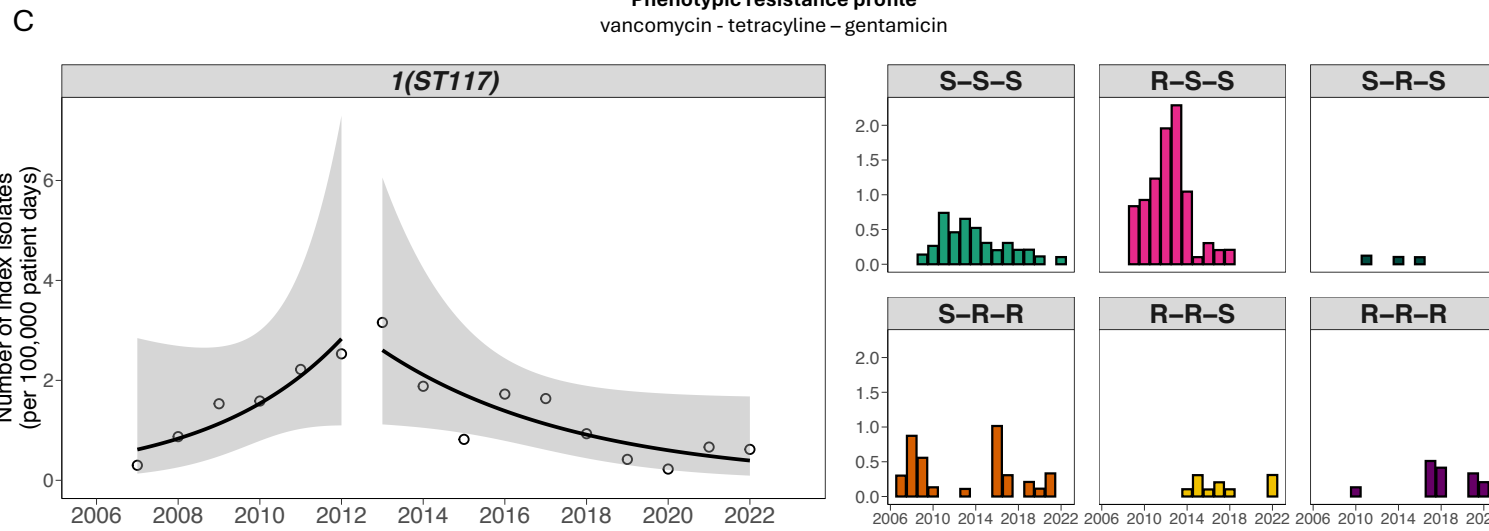 C
Phenotypic resistance profile
vancomycin - tetracyline – gentamicin
1(ST117)
Number of Index Isolates
(per 100,000 patient days)
6
4
2
0
2006 2008 2010 2012 2014 2016 2018 2020 2022
S–S–S R–S–S S–R–S
2.0
1.5
1.0
0.5
0.0
S–R–R R–R–S R–R–R
2.0
1.5
1.0
0.5
0.0
2006 2010 2014 2018 2022 2006 2010 2014 2018 2022 2006 2010 2014 2018